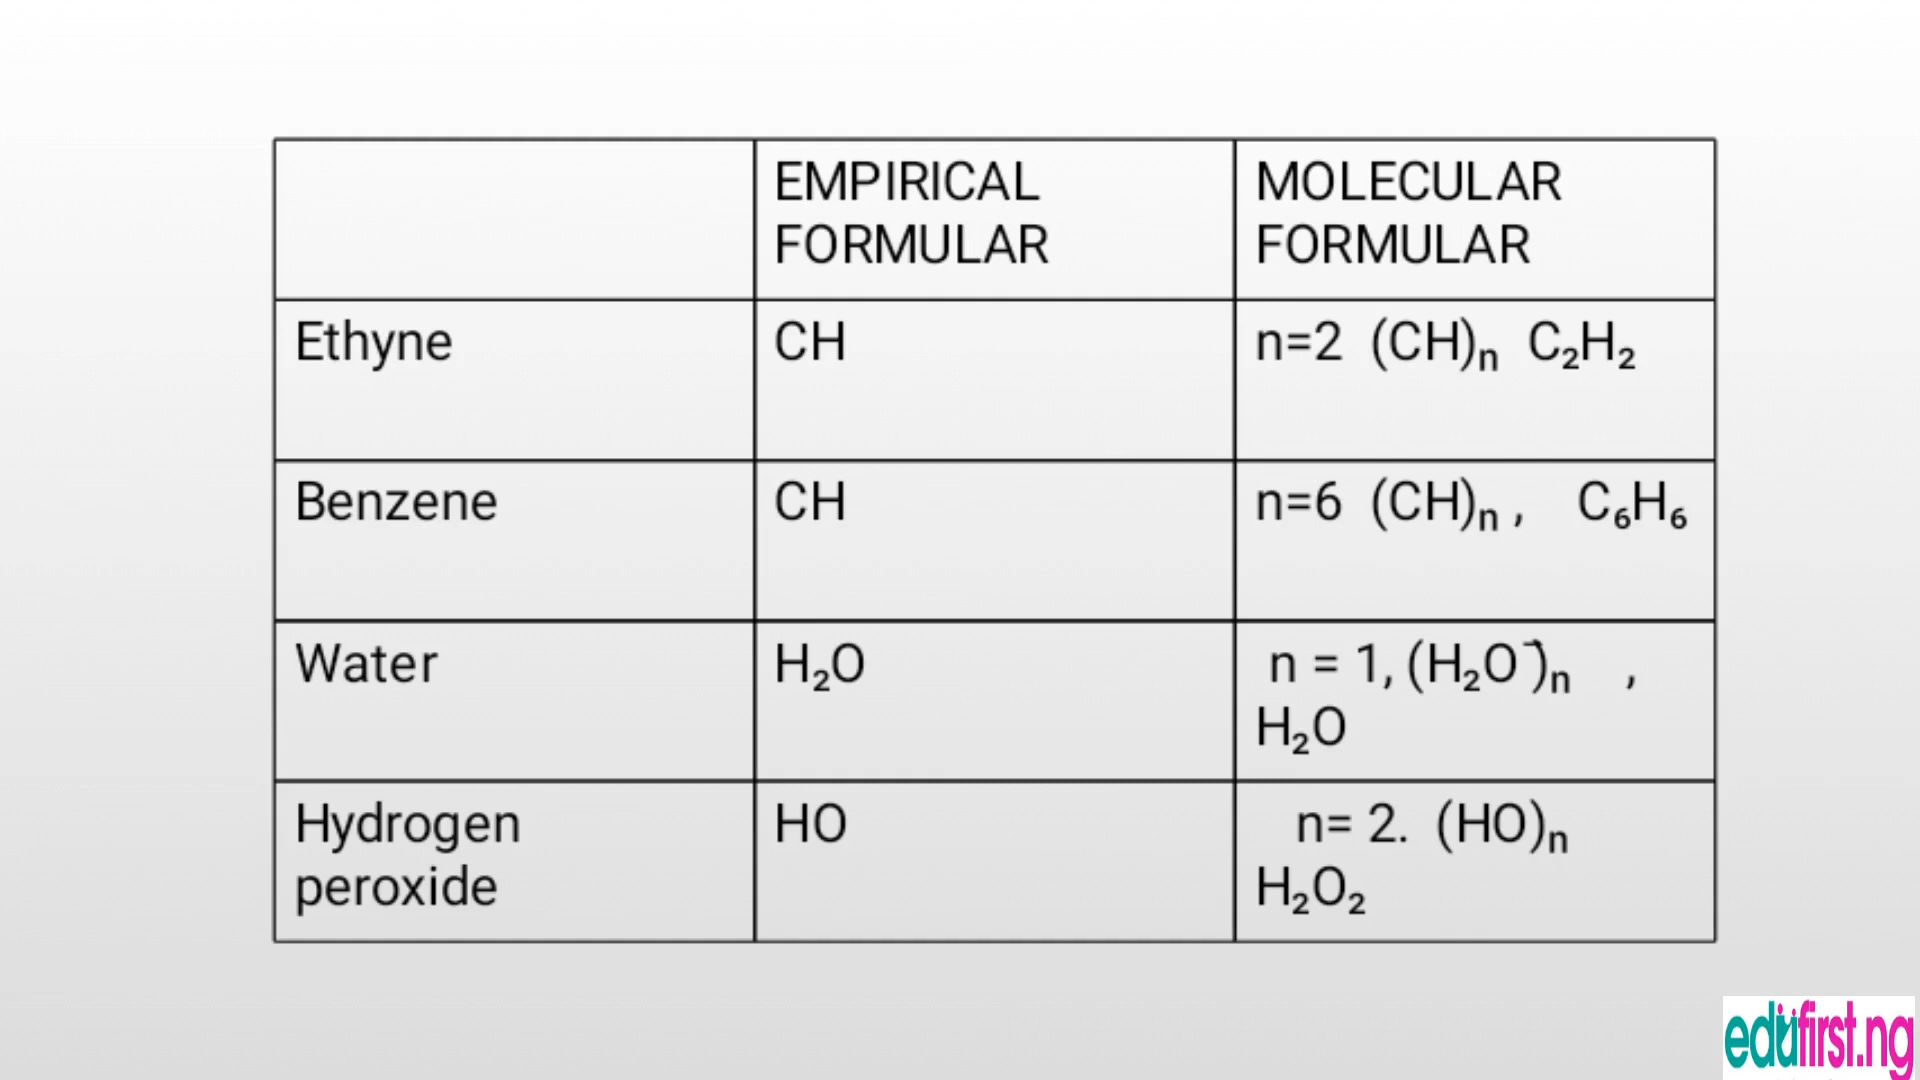 EMPIRICAL FORMULAR
MOLECULAR FORMULAR
Ethyne
CH
n=2 (CH)ₙ C₂H₂
Benzene
CH
n=6 (CH)ₙ , C₆H₆
Water
H₂O
n = 1, (H₂O¯)ₙ ,
H₂O
Hydrogen
peroxide
HO
n= 2. (HO)ₙ
H₂O₂
edufirst.ng